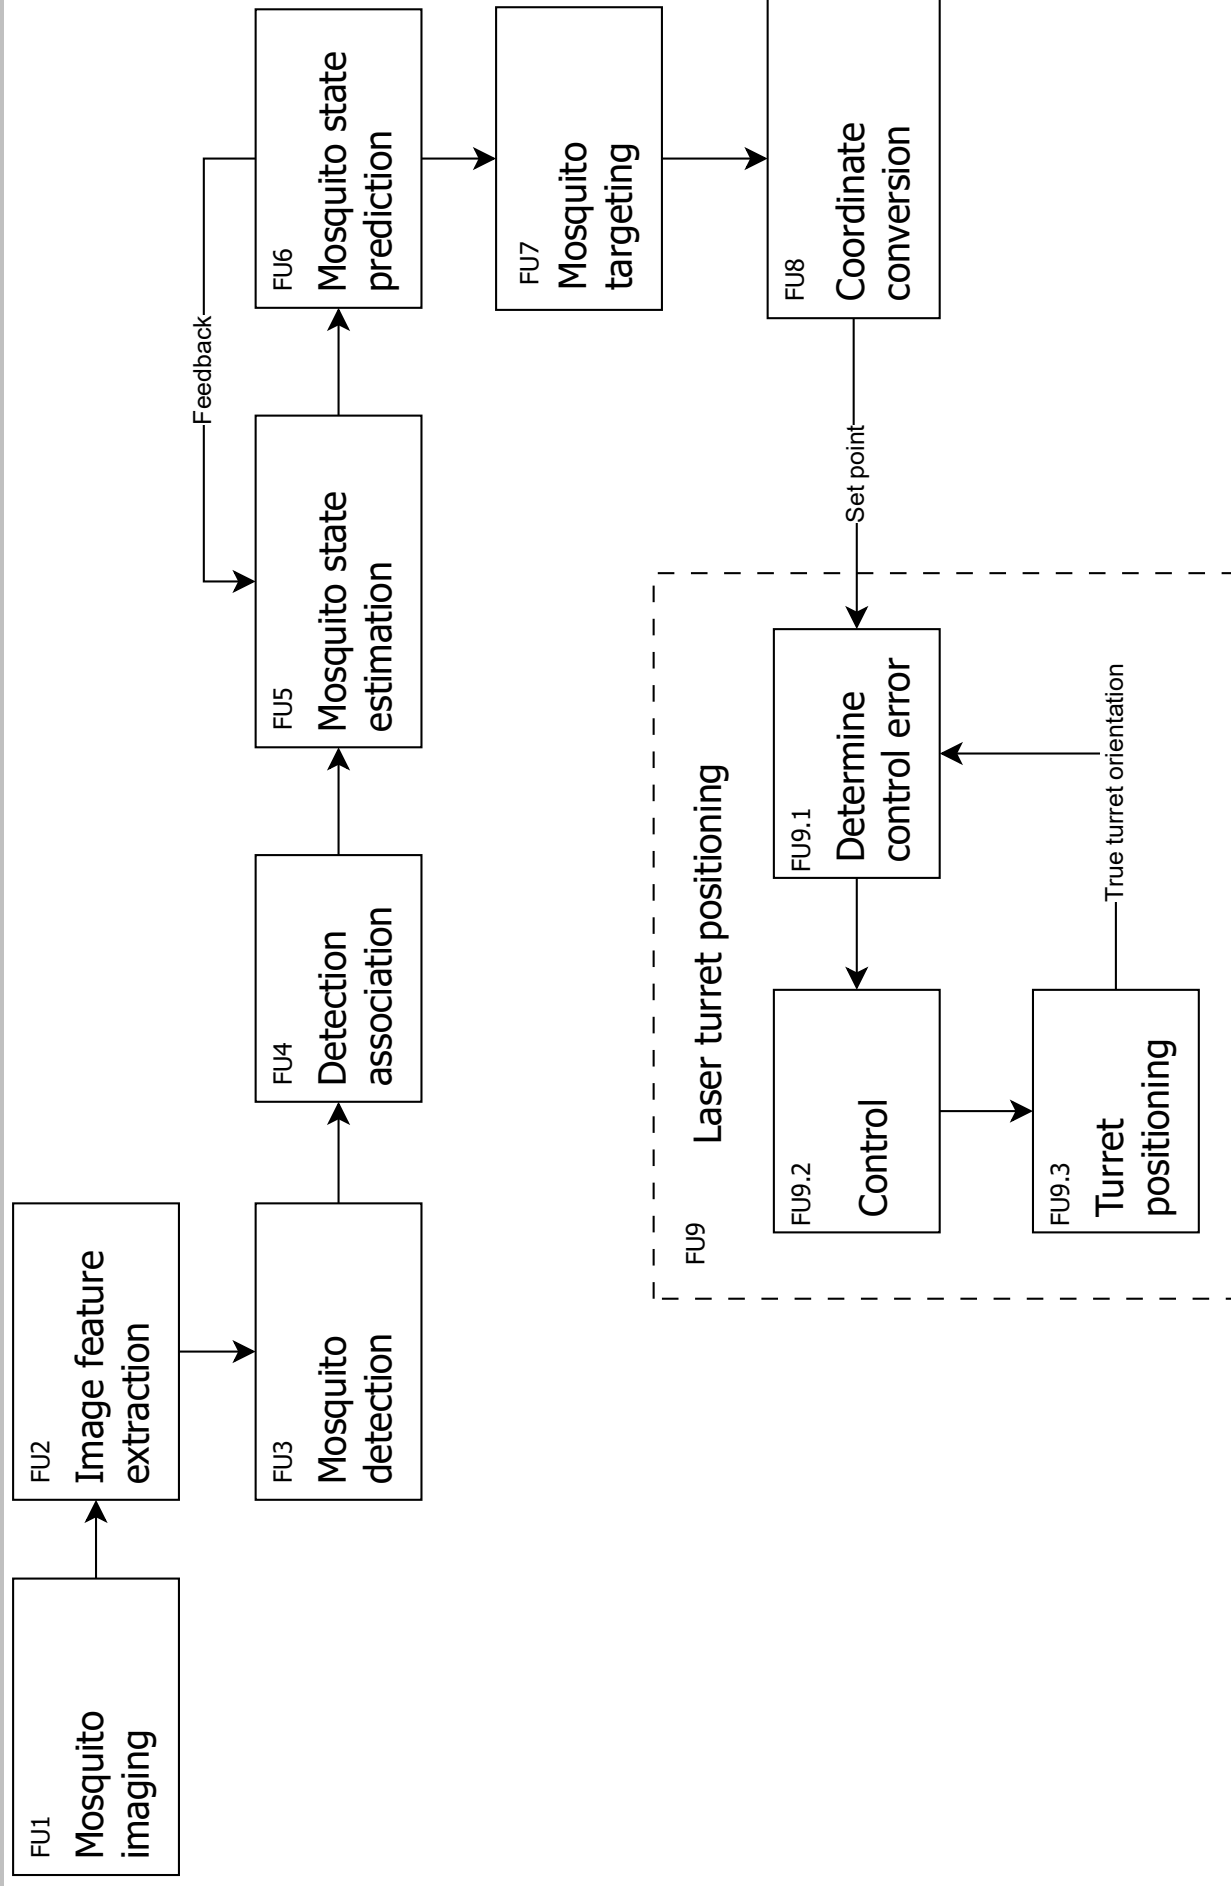 FU1
Mosquito
imaging
FU2
Image feature
extraction
FU3
Mosquito
detection
FU4
Detection
association
FU5
Mosquito state
estimation
Feedback
FU6
Mosquito state
prediction
FU7
Mosquito
targeting
FU8
Coordinate
conversion
Set point
FU9
Laser turret positioning
FU9.1
Determine
control error
FU9.2
Control
FU9.3
Turret
positioning
True turret orientation